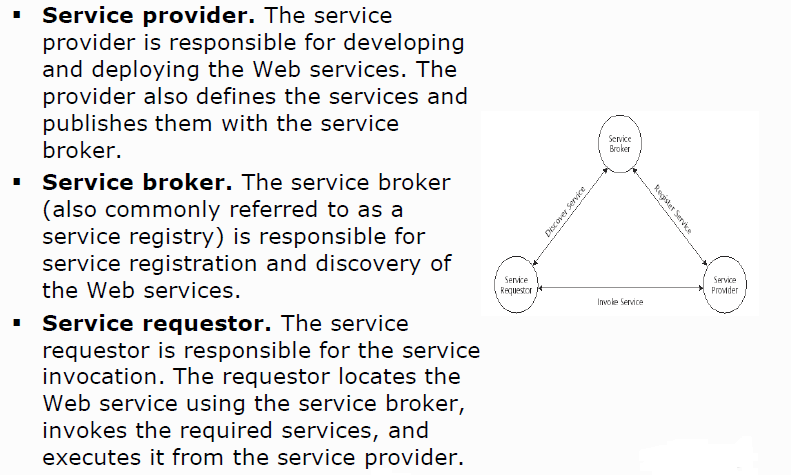 ▪ Service provider. The service
provider is responsible for developing
and deploying the Web services. The
provider also defines the services and
publishes them with the service
broker.
▪ Service broker. The service broker
(also commonly referred to as a
service registry) is responsible for
service registration and discovery of
the Web services.
▪ Service requestor. The service
requestor is responsible for the service
invocation. The requestor locates the
Web service using the service broker,
invokes the required services, and
executes it from the service provider.
Service
Broker
Discover Service
Register Service
Service
Requestor
Service
Provider
Invoke Service